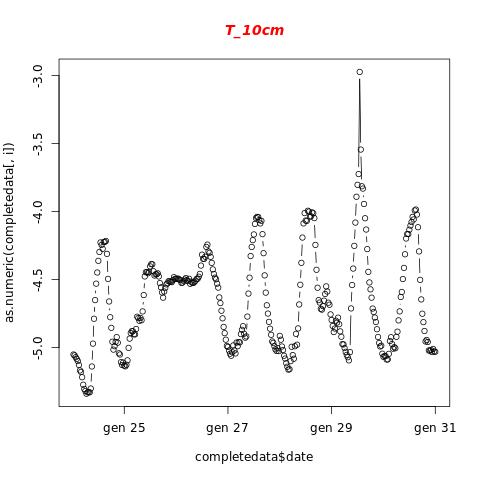 T_10cm
as.numeric(completedata[, i])
-3.0
-3.5
-4.0
-4.5
-5.0
gen 25
gen 27
gen 29
gen 31
completedata$date